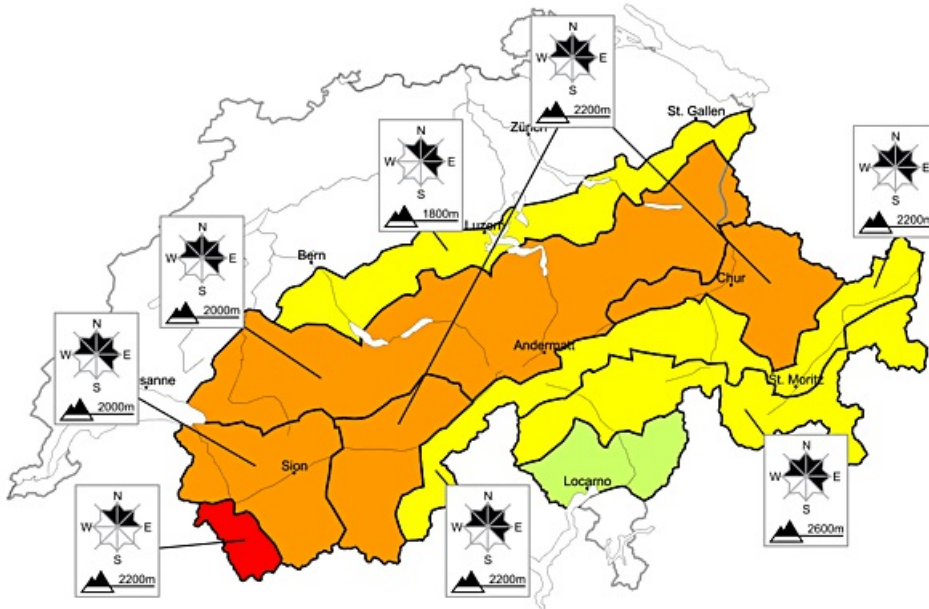 N
W E
S
2200m
St. Gallen
Zürich
N
W E
S
1800m
Luzern
N
W E
S
2200m
N
W E
S
2000m
Bern
Chur
N
W E
S
2000m
sanne
Andermatt
St. Moritz
Sion
Locarno
N
W E
S
2600m
N
W E
S
2200m
N
W E
S
2200m